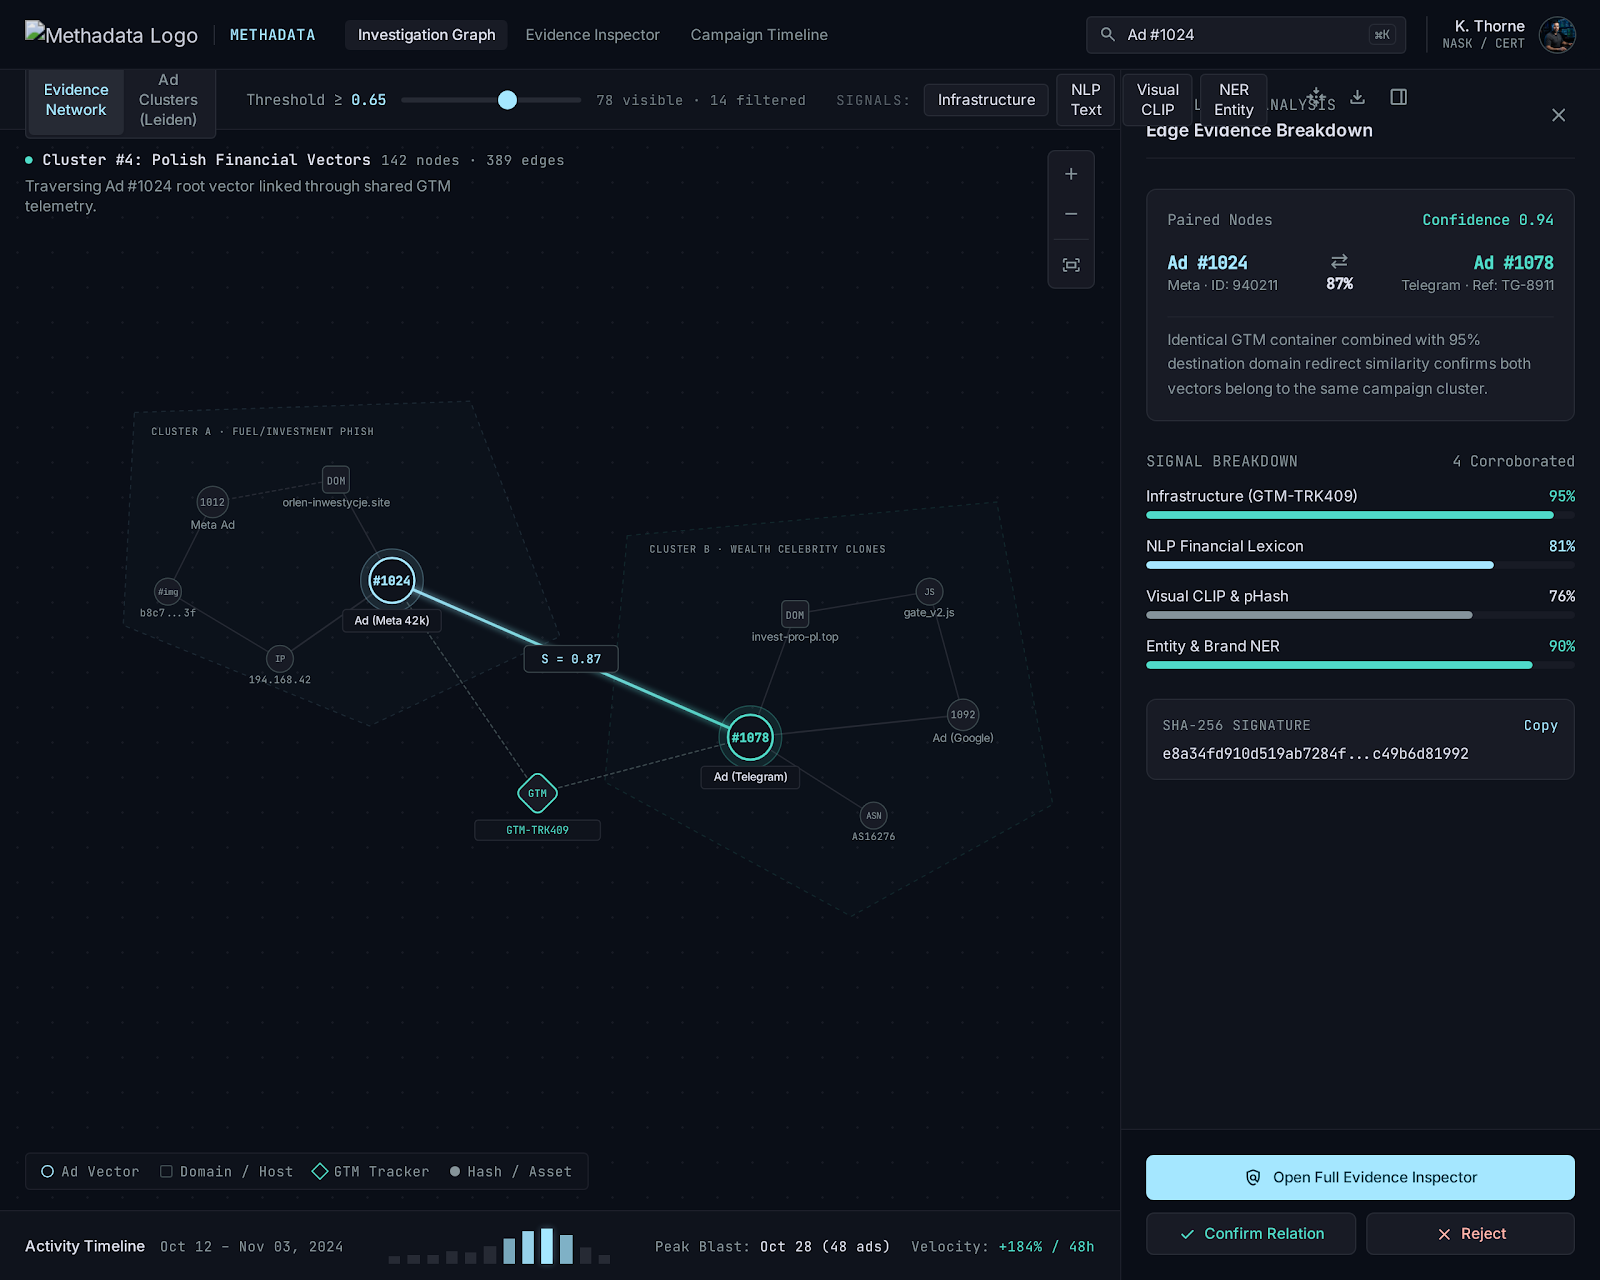 Methadata Logo
METHADATA
Investigation Graph
Evidence Inspector
Campaign Timeline
Ad #1024
⌘K
K. Thorne
NASK / CERT
Evidence
Network
Ad
Clusters
(Leiden)
Threshold ≥ 0.65
78 visible · 14 filtered
SIGNALS:
Infrastructure
NLP
Text
Visual
CLIP
NER
Entity
ANALYSIS
Edge Evidence Breakdown
Cluster #4: Polish Financial Vectors 142 nodes · 389 edges
Traversing Ad #1024 root vector linked through shared GTM
telemetry.
Paired Nodes
Confidence 0.94
Ad #1024
Meta · ID: 940211
87%
Ad #1078
Telegram · Ref: TG-8911
Identical GTM container combined with 95%
destination domain redirect similarity confirms both
vectors belong to the same campaign cluster.
SIGNAL BREAKDOWN
4 Corroborated
Infrastructure (GTM-TRK409)
95%
NLP Financial Lexicon
81%
Visual CLIP & pHash
76%
Entity & Brand NER
90%
SHA-256 SIGNATURE
Copy
e8a34fd910d519ab7284f...c49b6d81992
CLUSTER A · FUEL/INVESTMENT PHISH
DOM
orlen-inwestycje.site
1012
Meta Ad
#img
b8c7...3f
#1024
Ad (Meta 42k)
IP
194.168.42
S = 0.87
CLUSTER B · WEALTH CELEBRITY CLONES
DOM
invest-pro-pl.top
JS
gate_v2.js
1092
Ad (Google)
#1078
Ad (Telegram)
GTM
GTM-TRK409
ASN
AS16276
Ad Vector
Domain / Host
GTM Tracker
Hash / Asset
Open Full Evidence Inspector
Confirm Relation
Reject
Activity Timeline
Oct 12 – Nov 03, 2024
Peak Blast: Oct 28 (48 ads)
Velocity: +184% / 48h